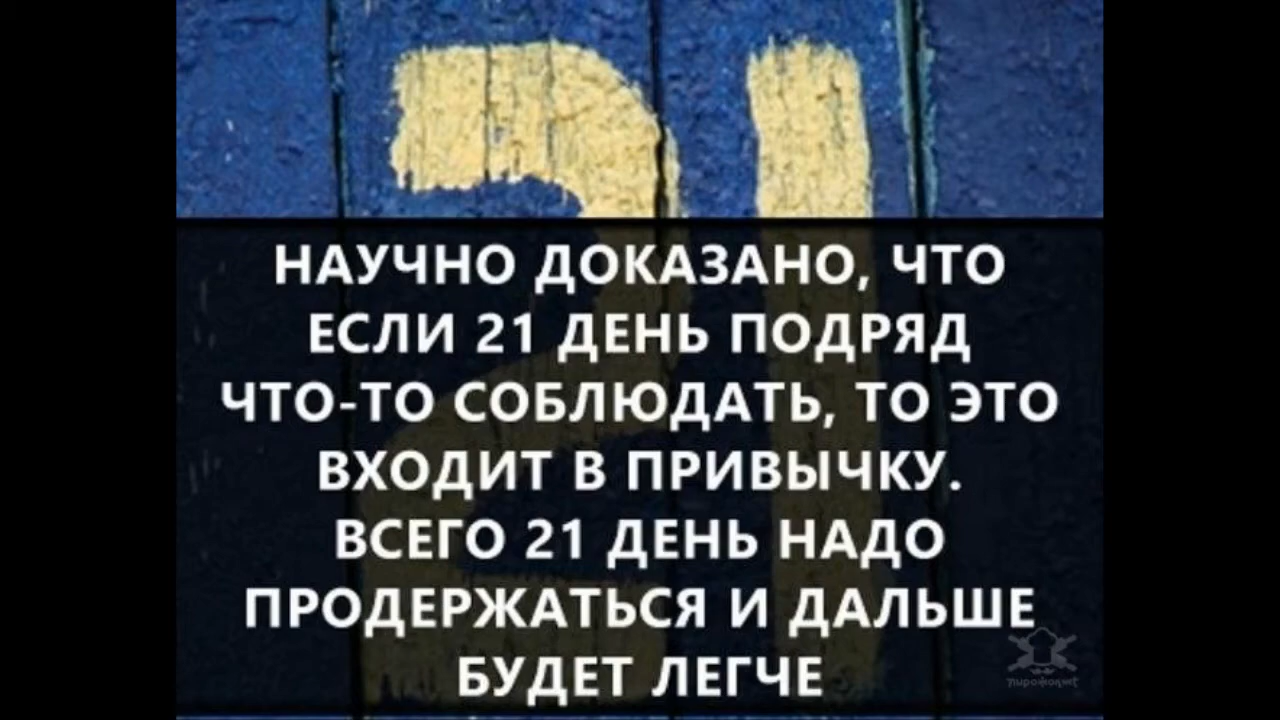 21
НАУЧНО ДОКАЗАНО, ЧТО
ЕСЛИ 21 ДЕНЬ ПОДРЯД
ЧТО-ТО СОБЛЮДАТЬ, ТО ЭТО
ВХОДИТ В ПРИВЫЧКУ.
ВСЕГО 21 ДЕНЬ НАДО
ПРОДЕРЖАТЬСЯ И ДАЛЬШЕ
БУДЕТ ЛЕГЧЕ